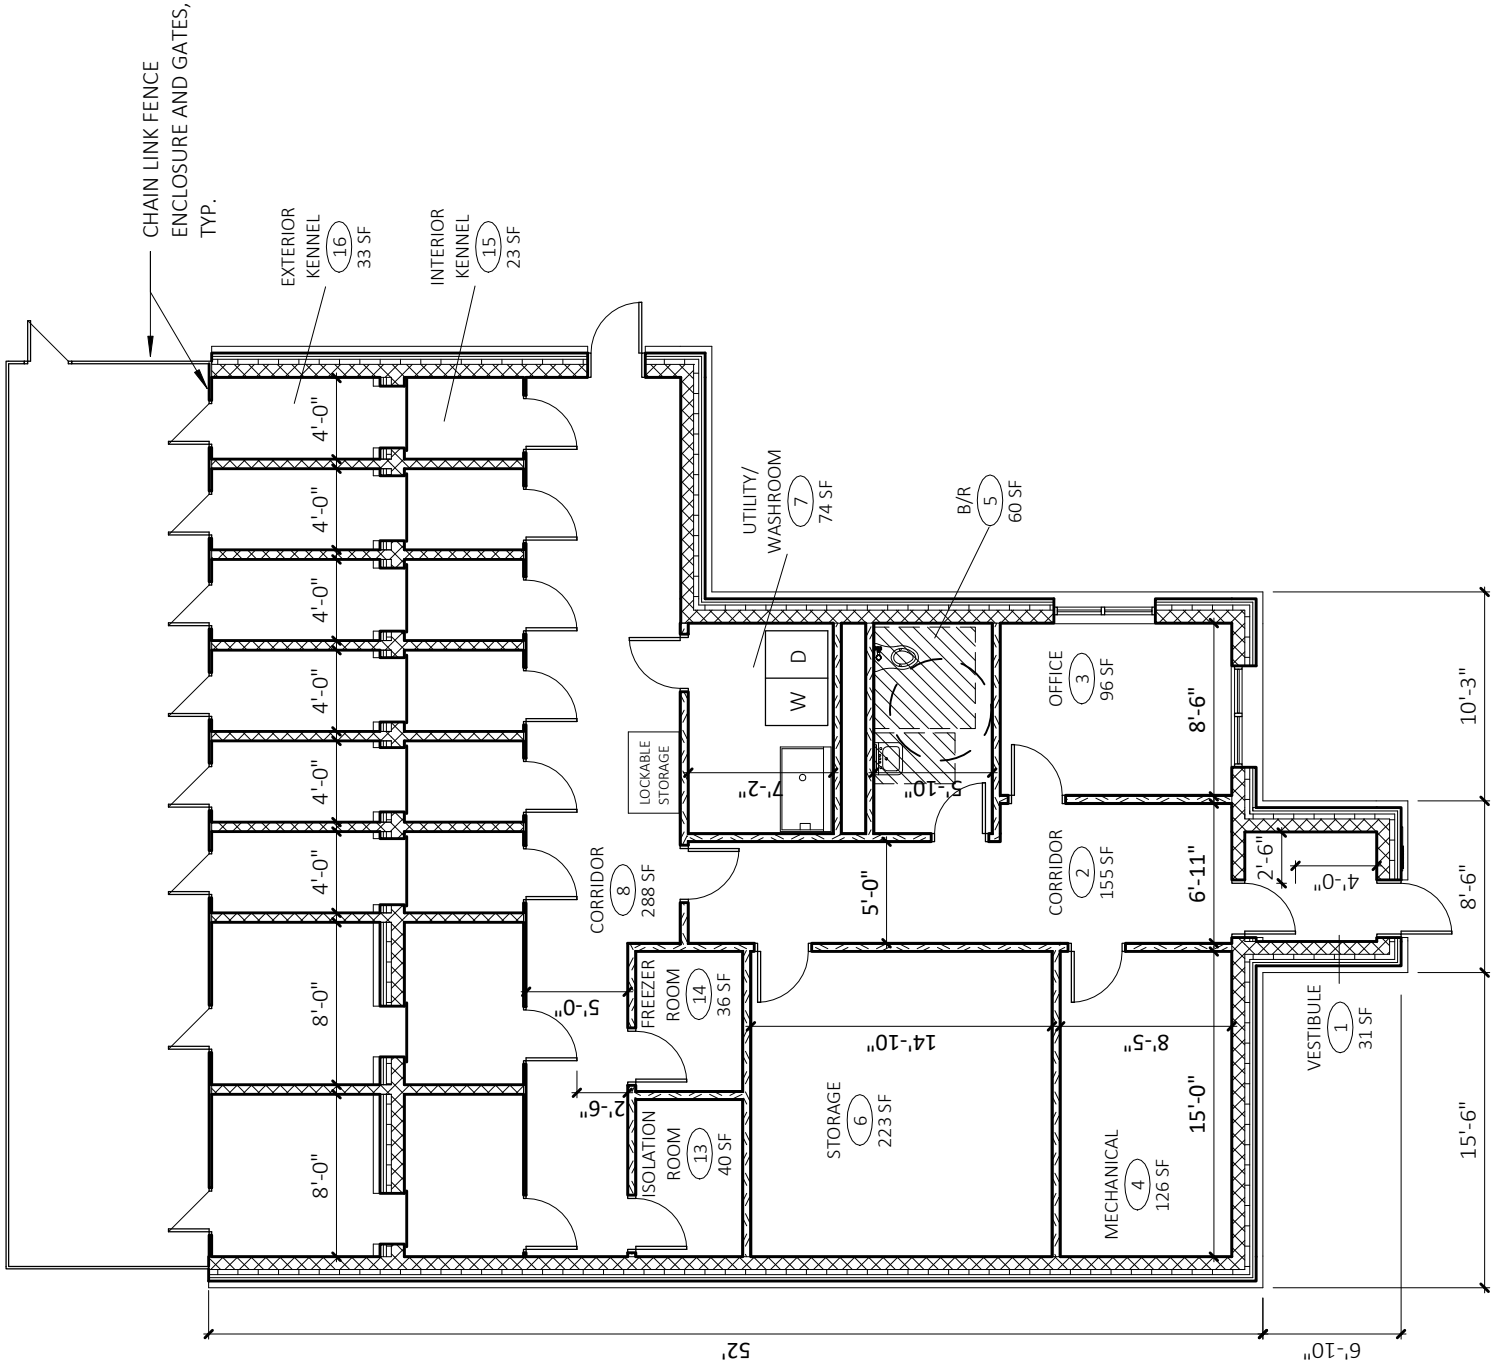 CHAIN LINK FENCE
ENCLOSURE AND GATES,
TYP.
EXTERIOR
KENNEL
16
33 SF
INTERIOR
KENNEL
15
23 SF
4'-0"
4'-0"
4'-0"
4'-0"
4'-0"
4'-0"
8'-0"
8'-0"
UTILITY/
WASHROOM
7
74 SF
B/R
5
60 SF
LOCKABLE
STORAGE
W
D
7'-2"
5'-10"
OFFICE
3
96 SF
8'-6"
CORRIDOR
8
288 SF
5'-0"
CORRIDOR
2
155 SF
6'-11"
2'-6"
4'-0"
FREEZER
ROOM
14
36 SF
5'-0"
2'-6"
ISOLATION
ROOM
13
40 SF
STORAGE
6
223 SF
14'-10"
MECHANICAL
4
126 SF
8'-5"
15'-0"
VESTIBULE
1
31 SF
10'-3"
8'-6"
15'-6"
52'
6'-10"